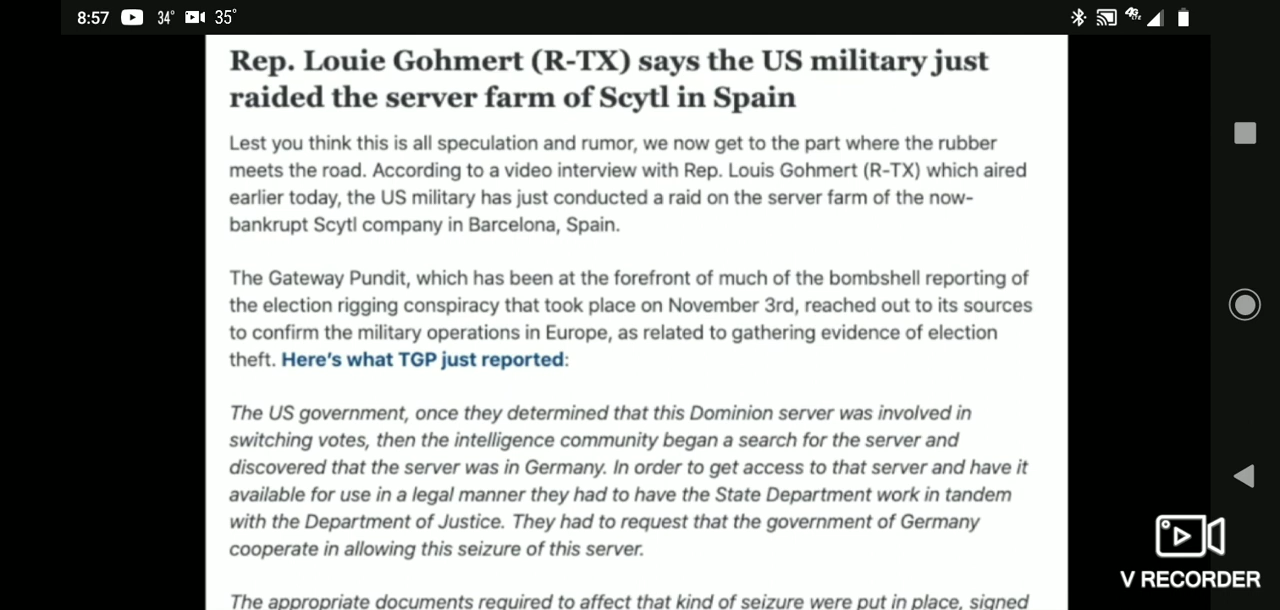 8:57 34° 35° 4G LTE
Rep. Louie Gohmert (R-TX) says the US military just
raided the server farm of Scytl in Spain
Lest you think this is all speculation and rumor, we now get to the part where the rubber
meets the road. According to a video interview with Rep. Louis Gohmert (R-TX) which aired
earlier today, the US military has just conducted a raid on the server farm of the now-
bankrupt Scytl company in Barcelona, Spain.
The Gateway Pundit, which has been at the forefront of much of the bombshell reporting of
the election rigging conspiracy that took place on November 3rd, reached out to its sources
to confirm the military operations in Europe, as related to gathering evidence of election
theft. Here's what TGP just reported:
The US government, once they determined that this Dominion server was involved in
switching votes, then the intelligence community began a search for the server and
discovered that the server was in Germany. In order to get access to that server and have it
available for use in a legal manner they had to have the State Department work in tandem
with the Department of Justice. They had to request that the government of Germany
cooperate in allowing this seizure of this server.
The appropriate documents required to affect that kind of seizure were put in place, signed
V RECORDER